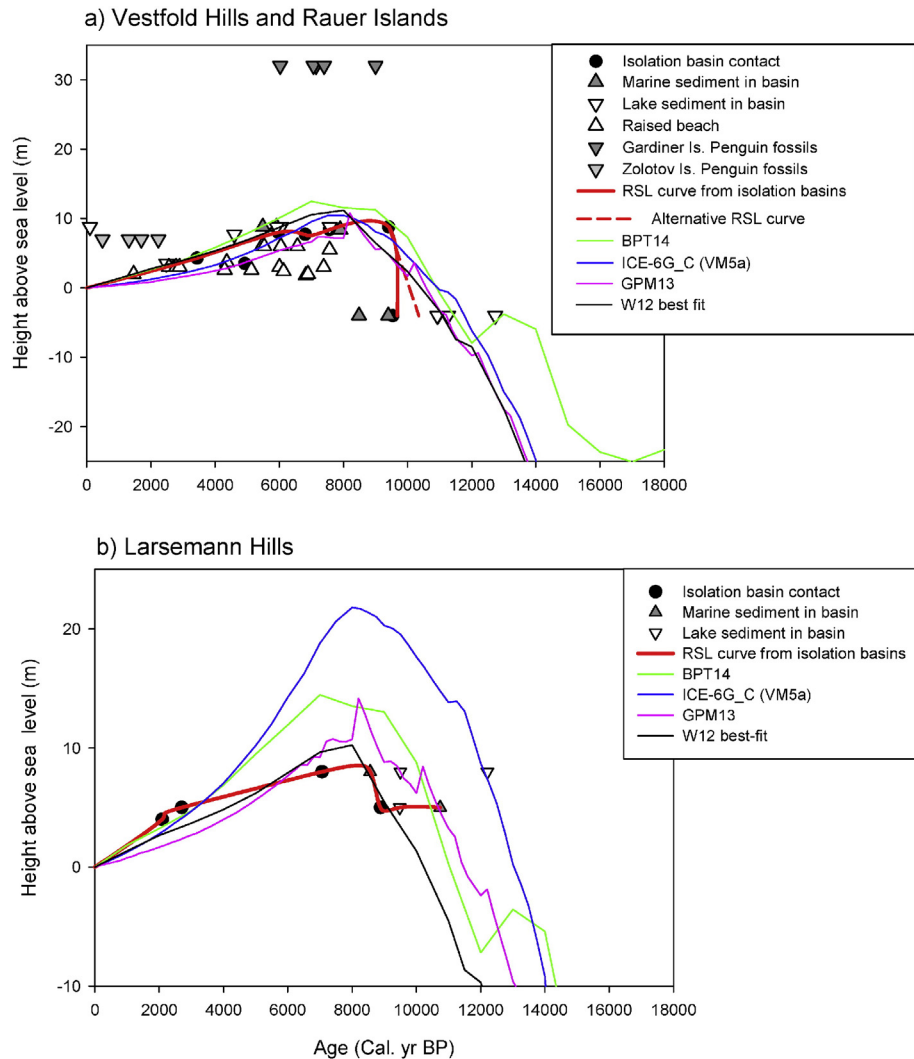 a) Vestfold Hills and Rauer Islands
Height above sea level (m)
30
20
10
0
-10
-20
0 2000 4000 6000 8000 10000 12000 14000 16000 18000
Isolation basin contact
Marine sediment in basin
Lake sediment in basin
Raised beach
Gardiner Is. Penguin fossils
Zolotov Is. Penguin fossils
RSL curve from isolation basins
Alternative RSL curve
BPT14
ICE-6G_C (VM5a)
GPM13
W12 best fit
b) Larsemann Hills
Height above sea level (m)
20
10
0
-10
0 2000 4000 6000 8000 10000 12000 14000 16000 18000
Age (Cal. yr BP)
Isolation basin contact
Marine sediment in basin
Lake sediment in basin
RSL curve from isolation basins
BPT14
ICE-6G_C (VM5a)
GPM13
W12 best-fit